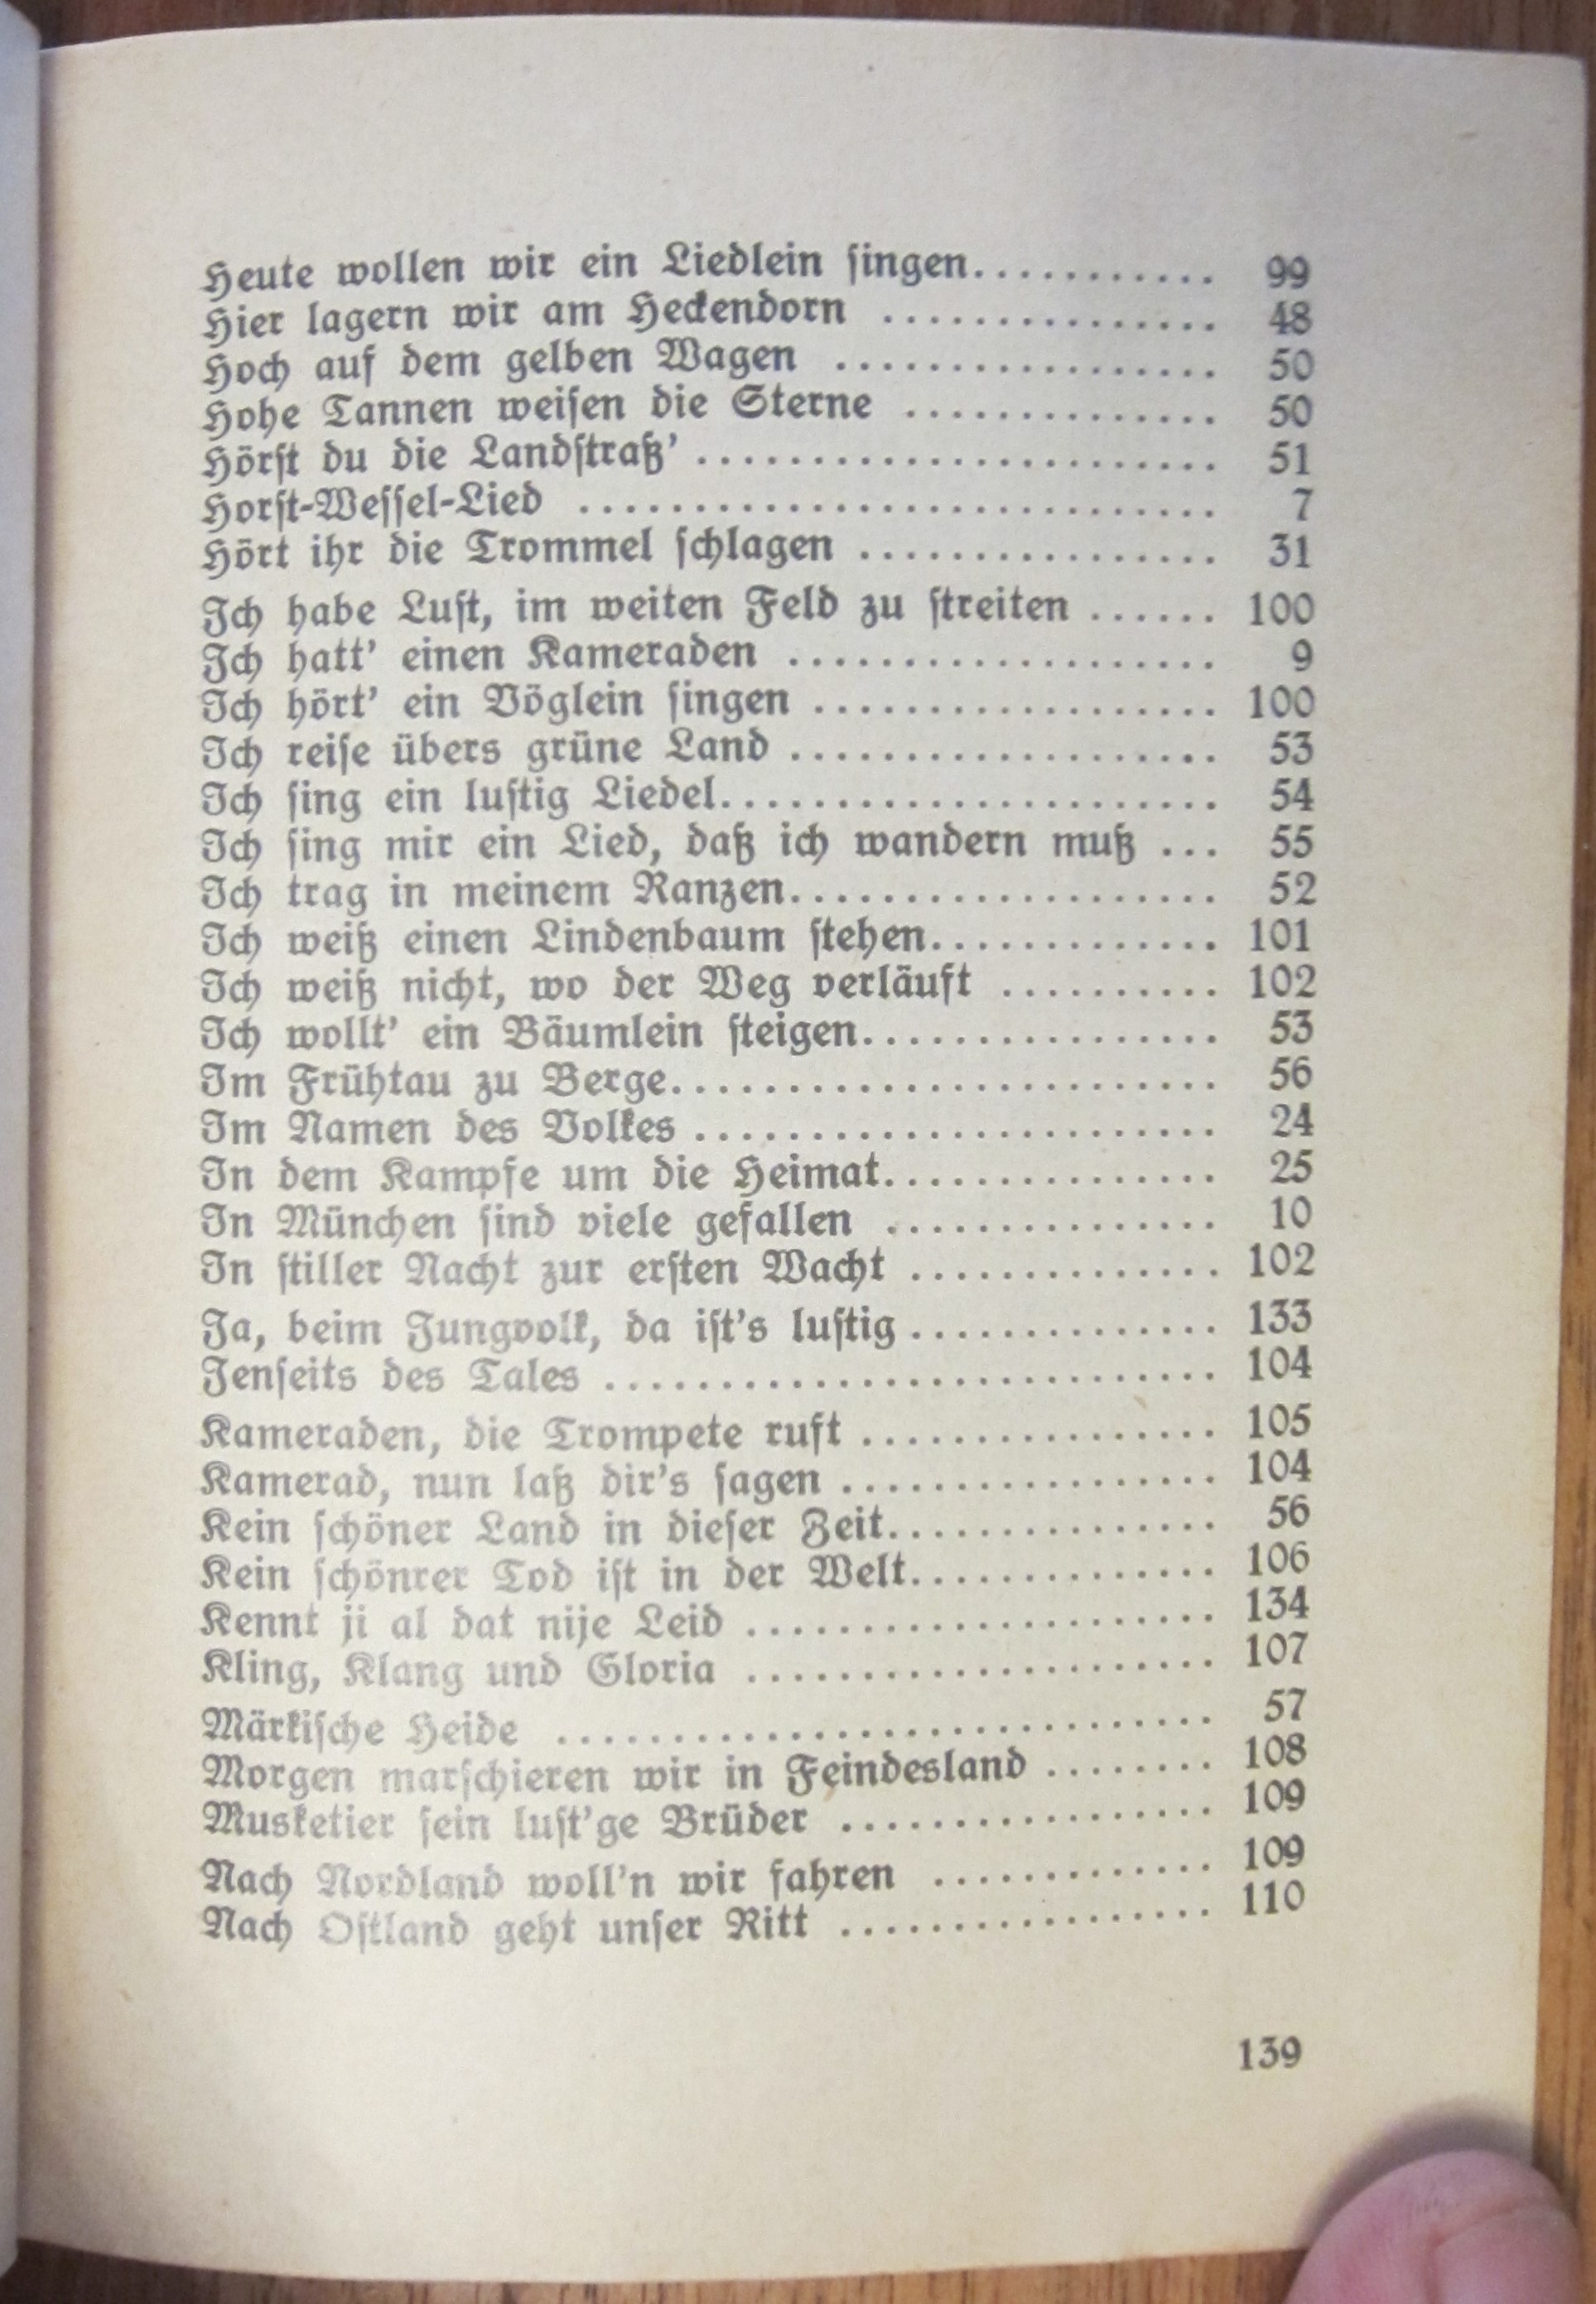 Heute wollen wir ein Liedlein singen........... 99
Hier lagern wir am Heckendorn ............... 48
Hoch auf dem gelben Wagen ................. 50
Hohe Tannen weisen die Sterne .............. 50
Hörst du die Landstraß' ....................... 51
Horst-Wessel-Lied ............................ 7
Hört ihr die Trommel schlagen ................ 31
Ich habe Lust, im weiten Feld zu streiten ...... 100
Ich hatt' einen Kameraden ................... 9
Ich hört' ein Vöglein singen .................. 100
Ich reise übers grüne Land ................... 53
Ich sing ein lustig Liedel...................... 54
Ich sing mir ein Lied, daß ich wandern muß ... 55
Ich trag in meinem Ranzen................... 52
Ich weiß einen Lindenbaum stehen............. 101
Ich weiß nicht, wo der Weg verläuft .......... 102
Ich wollt' ein Bäumlein steigen................ 53
Im Frühtau zu Berge........................ 56
Im Namen des Volkes ....................... 24
In dem Kampfe um die Heimat............... 25
In München sind viele gefallen ............... 10
In stiller Nacht zur ersten Wacht .............. 102
Ja, beim Jungvolk, da ist's lustig .............. 133
Jenseits des Tales ........................... 104
Kameraden, die Trompete ruft ................ 105
Kamerad, nun laß dir's sagen ................. 104
Kein schöner Land in dieser Zeit............... 56
Kein schönrer Tod ist in der Welt.............. 106
Kennt ji al dat nije Leid ..................... 134
Kling, Klang und Gloria ..................... 107
Märkische Heide ............................. 57
Morgen marschieren wir in Feindesland ........ 108
Musketier sein lust'ge Brüder ................. 109
Nach Nordland woll'n wir fahren ............. 109
Nach Ostland geht unser Ritt ................. 110
139